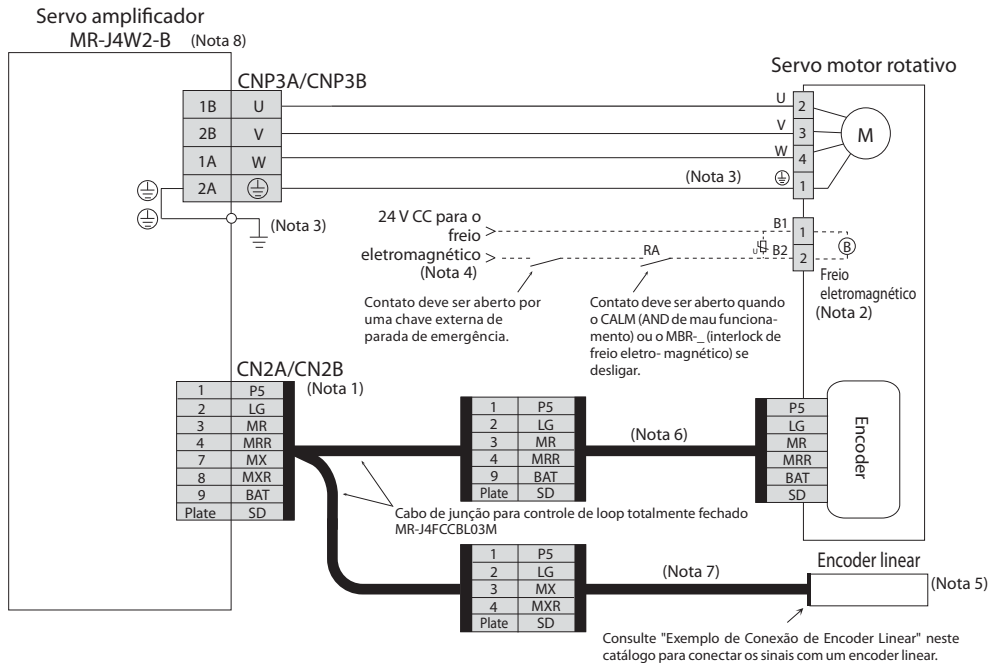 Servo amplificador
MR-J4W2-B (Nota 8)
CNP3A/CNP3B
1B U
2B V
1A W
2A
(Nota 3)
Servo motor rotativo
U 2
V 3
W 4
(Nota 3) 1
M
24 V CC para o
freio
eletromagnético
(Nota 4)
RA
B1 1
U B2 2
B
Freio
eletromagnético
(Nota 2)
Contato deve ser aberto por
uma chave externa de
parada de emergência.
Contato deve ser aberto quando
o CALM (AND de mau funciona-
mento) ou o MBR-_ (interlock de
freio eletro- magnético) se
desligar.
CN2A/CN2B
(Nota 1)
1 P5
2 LG
3 MR
4 MRR
7 MX
8 MXR
9 BAT
Plate SD
1 P5
2 LG
3 MR
4 MRR
9 BAT
Plate SD
(Nota 6)
P5
LG
MR
MRR
BAT
SD
Encoder
Cabo de junção para controle de loop totalmente fechado
MR-J4FCCBL03M
1 P5
2 LG
3 MX
4 MXR
Plate SD
(Nota 7)
Encoder linear
(Nota 5)
Consulte "Exemplo de Conexão de Encoder Linear" neste
catálogo para conectar os sinais com um encoder linear.